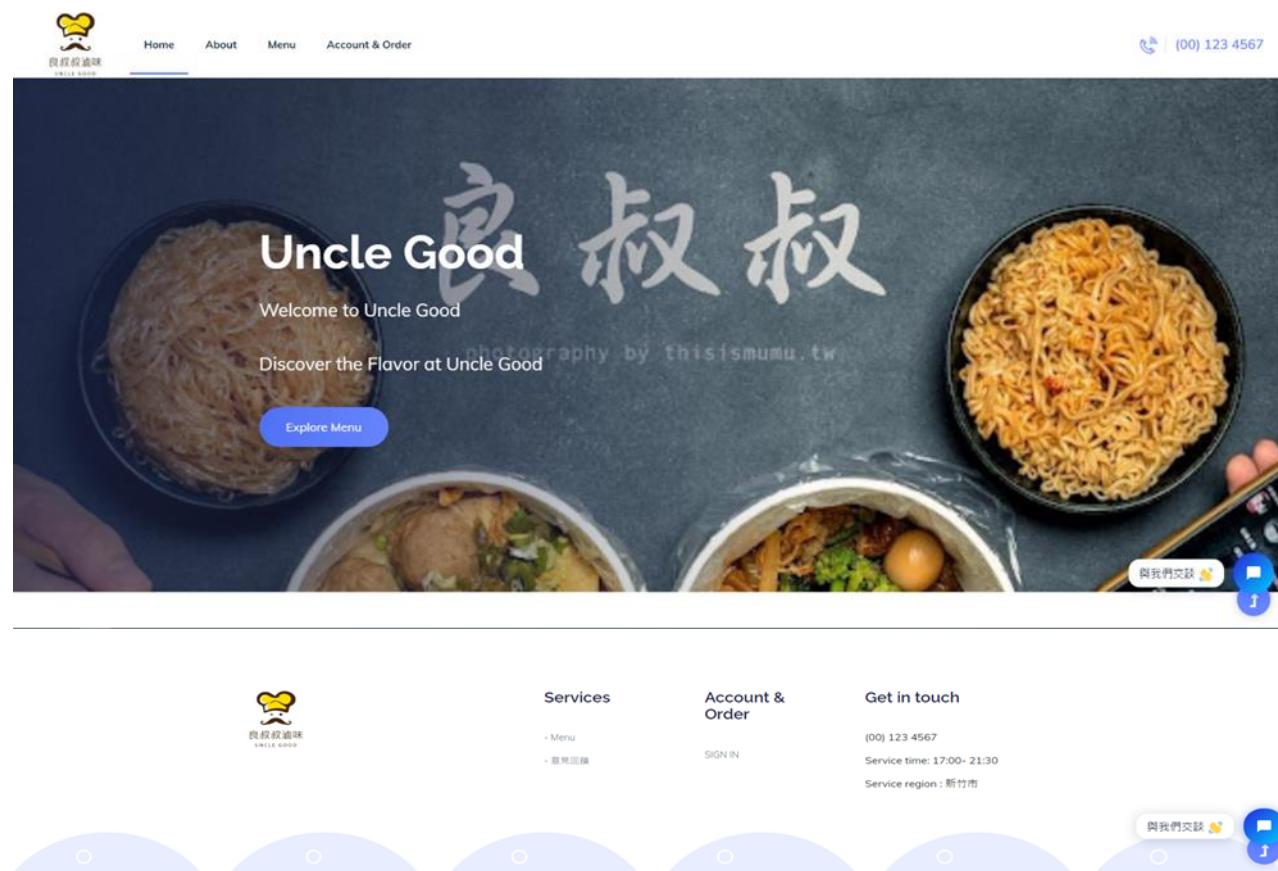 良叔叔滷味
UNCLE GOOD
Home
About
Menu
Account & Order
(00) 123 4567
良叔叔
Uncle Good
Welcome to Uncle Good
photography by thisismumu.tw
Discover the Flavor at Uncle Good
Explore Menu
與我們交談 👋
良叔叔滷味
UNCLE GOOD
Services
- Menu
- 意見回饋
Account &
Order
SIGN IN
Get in touch
(00) 123 4567
Service time: 17:00- 21:30
Service region : 新竹市
與我們交談 👋